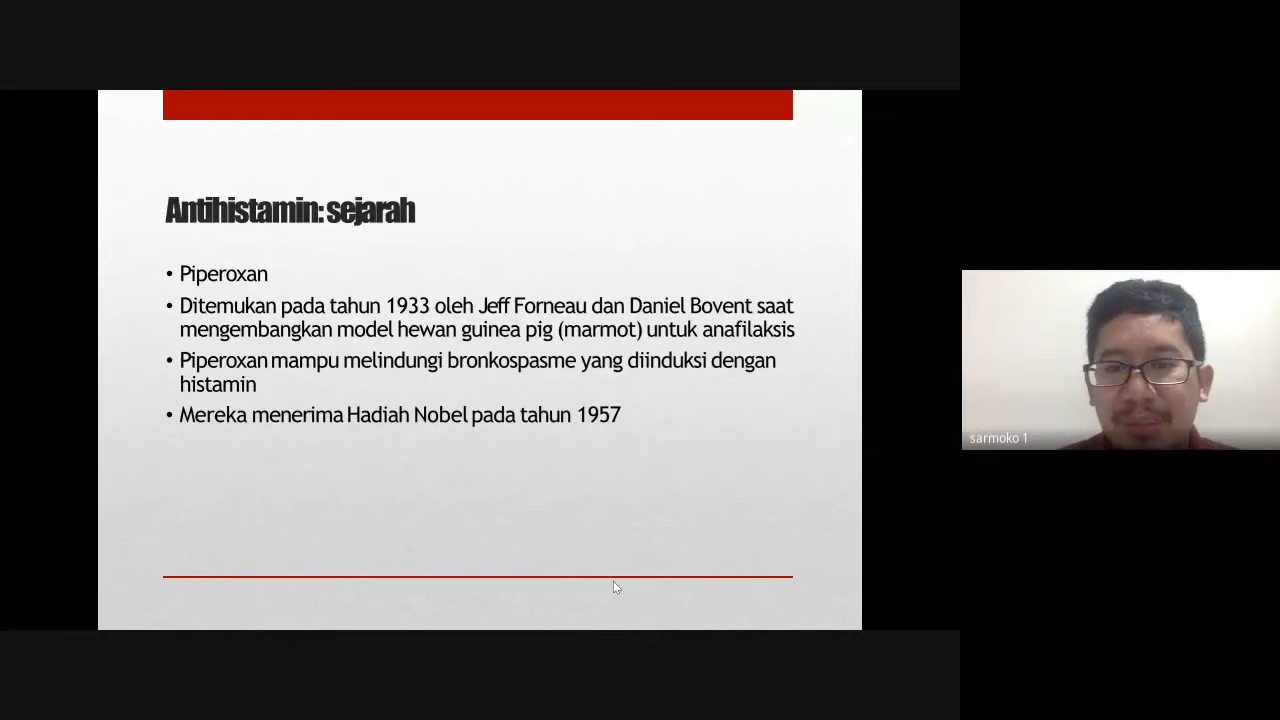 Antihistamin: sejarah
• Piperoxan
• Ditemukan pada tahun 1933 oleh Jeff Forneau dan Daniel Bovent saat
mengembangkan model hewan guinea pig (marmot) untuk anafilaksis
• Piperoxan mampu melindungi bronkospasme yang diinduksi dengan
histamin
• Mereka menerima Hadiah Nobel pada tahun 1957
sarmoko 1